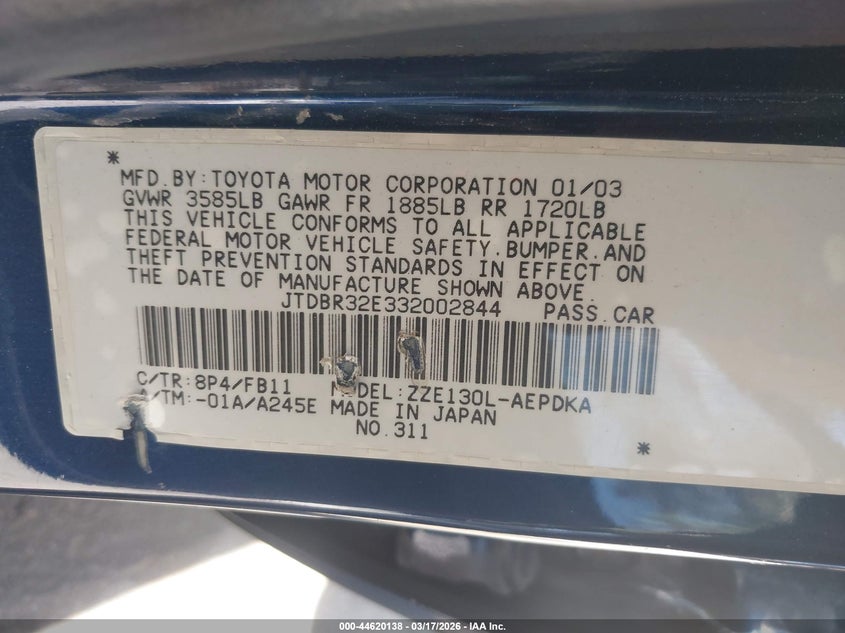 *
MFD.BY:TOYOTA MOTOR CORPORATION 01/03
GVWR 3585LB GAWR FR 1885LB RR 1720LB
THIS VEHICLE CONFORMS TO ALL APPLICABLE
FEDERAL MOTOR VEHICLE SAFETY.BUMPER.AND
THEFT PREVENTION STANDARDS IN EFFECT ON
THE DATE OF MANUFACTURE SHOWN ABOVE.
JTDBR32E332002844 PASS.CAR
C/TR:8P4/FB11 MODEL:ZZE130L-AEPDKA
A/TM:-01A/A245E MADE IN JAPAN
NO.311
*
000-44620138 - 03/17/2026 - IAA Inc.